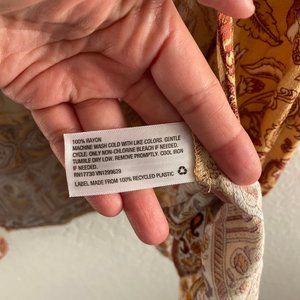 100% RAYON
MACHINE WASH COLD WITH LIKE COLORS. GENTLE
CYCLE. ONLY NON-CHLORINE BLEACH IF NEEDED.
TUMBLE DRY LOW. REMOVE PROMPTLY. COOL IRON
IF NEEDED.
RN17730 VN1299629
LABEL MADE FROM 100% RECYCLED PLASTIC